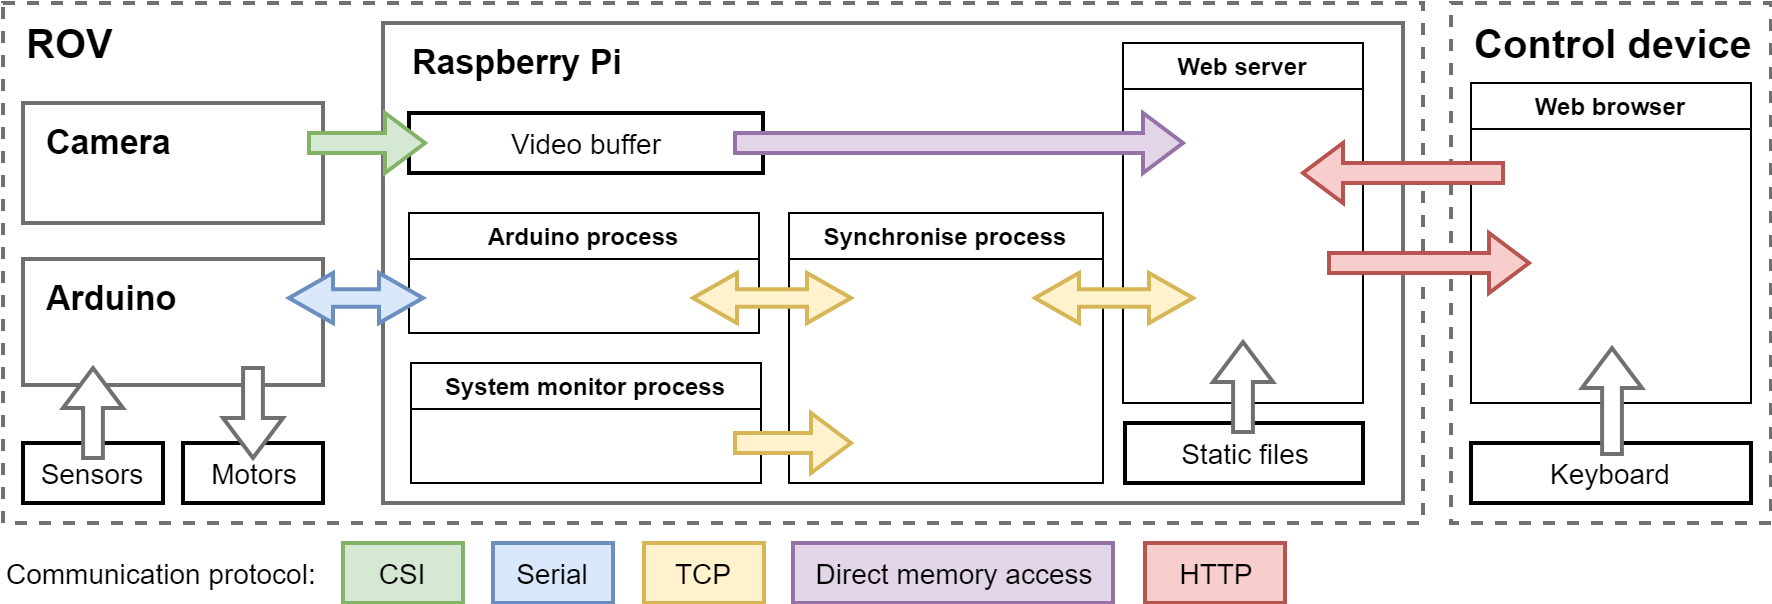 ROV
Raspberry Pi
Web server
Control device
Web browser
Camera
Video buffer
Arduino process
Synchronise process
Arduino
System monitor process
Sensors
Motors
Static files
Keyboard
Communication protocol:
CSI
Serial
TCP
Direct memory access
HTTP